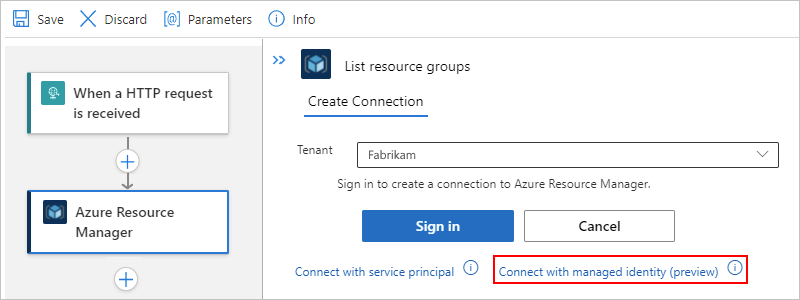 Save Discard [@] Parameters Info
When a HTTP request
is received
Azure Resource
Manager
List resource groups
Create Connection
Tenant Fabrikam
Sign in to create a connection to Azure Resource Manager.
Sign in Cancel
Connect with service principal Connect with managed identity (preview)